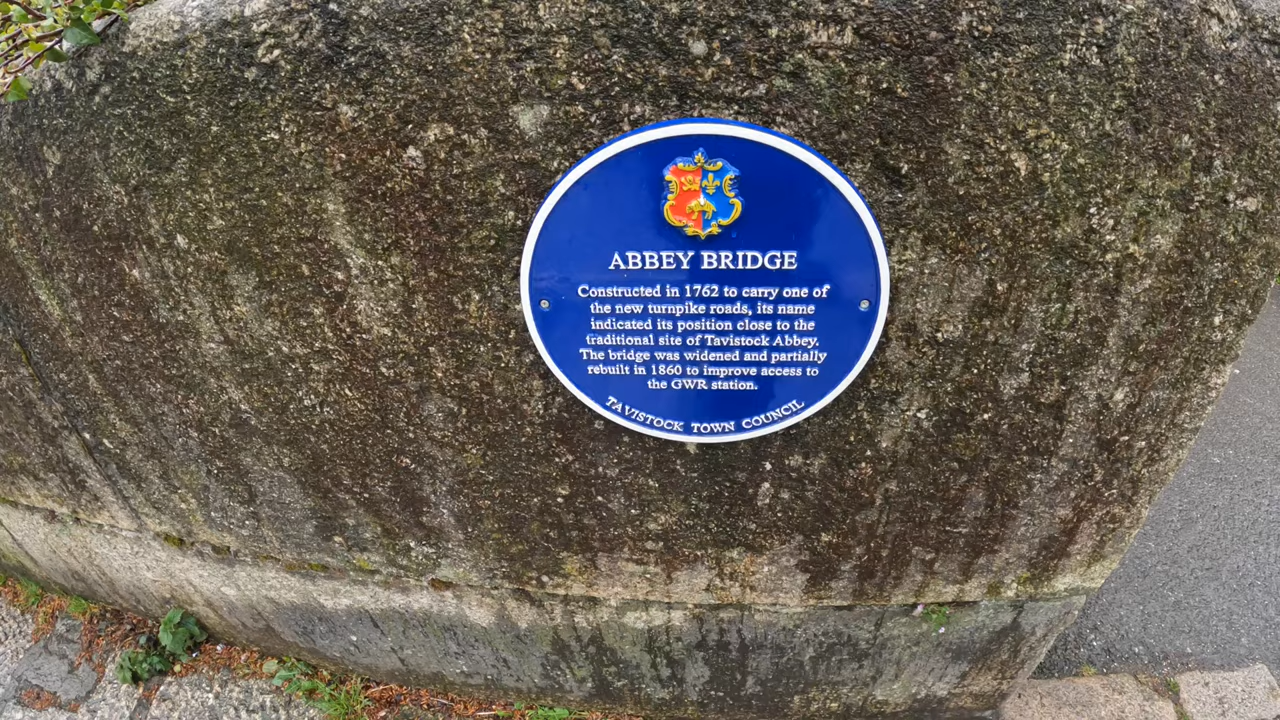 ABBEY BRIDGE
Constructed in 1762 to carry one of
the new turnpike roads, its name
indicated its position close to the
traditional site of Tavistock Abbey.
The bridge was widened and partially
rebuilt in 1860 to improve access to
the GWR station.
TAVISTOCK TOWN COUNCIL